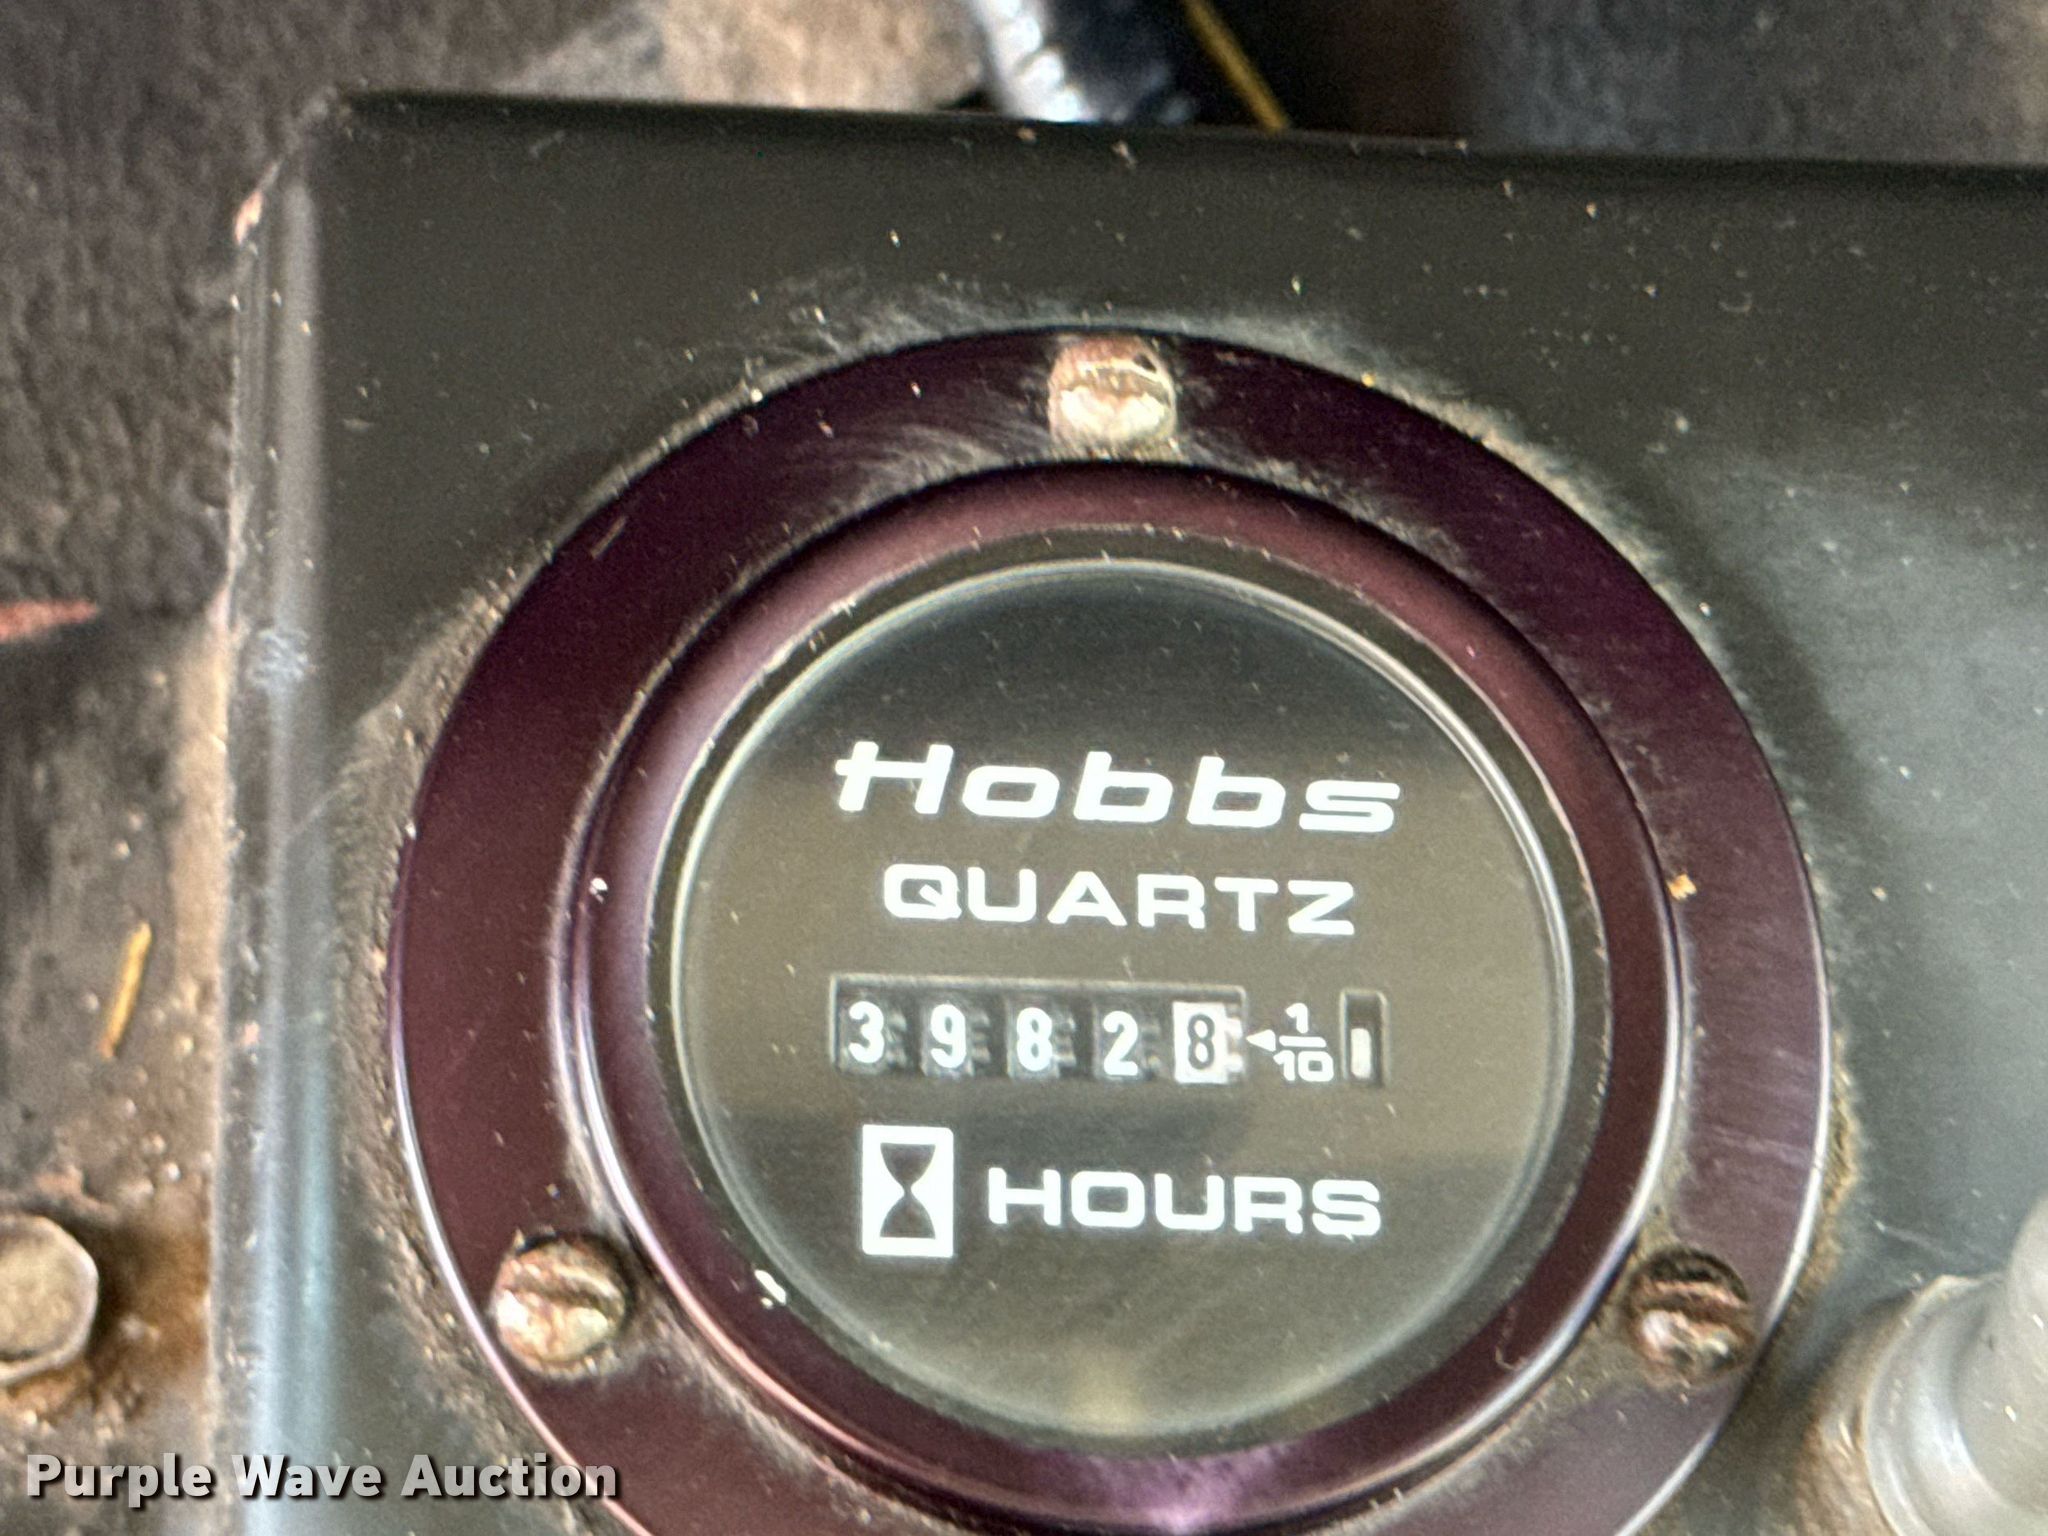 Hobbs
QUARTZ
39828 1/10
HOURS
Purple Wave Auction